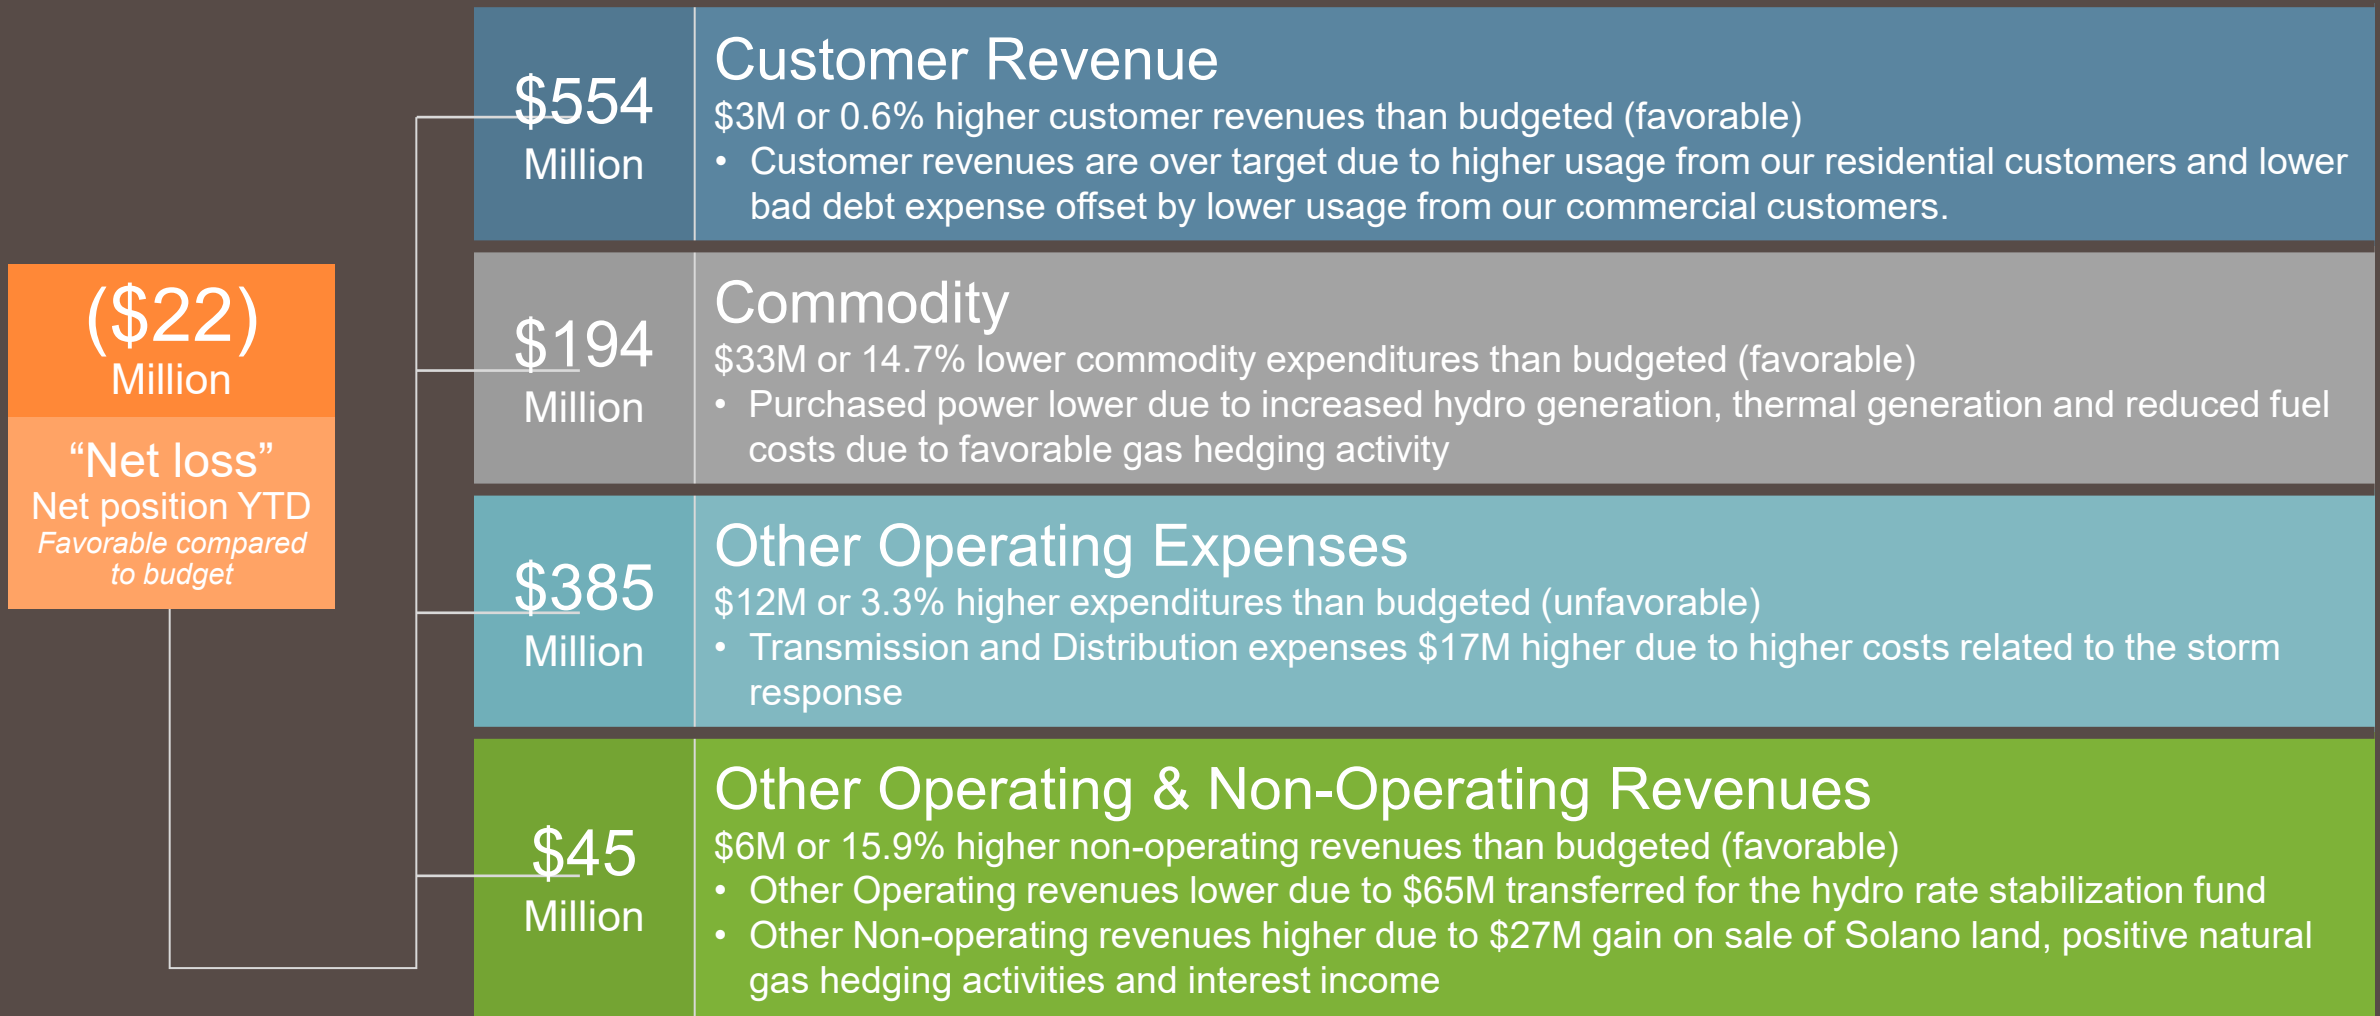 ($22)
Million
“Net loss”
Net position YTD
Favorable compared
to budget
$554
Million
Customer Revenue
$3M or 0.6% higher customer revenues than budgeted (favorable)
• Customer revenues are over target due to higher usage from our residential customers and lower
bad debt expense offset by lower usage from our commercial customers.
$194
Million
Commodity
$33M or 14.7% lower commodity expenditures than budgeted (favorable)
• Purchased power lower due to increased hydro generation, thermal generation and reduced fuel
costs due to favorable gas hedging activity
$385
Million
Other Operating Expenses
$12M or 3.3% higher expenditures than budgeted (unfavorable)
• Transmission and Distribution expenses $17M higher due to higher costs related to the storm
response
$45
Million
Other Operating & Non-Operating Revenues
$6M or 15.9% higher non-operating revenues than budgeted (favorable)
• Other Operating revenues lower due to $65M transferred for the hydro rate stabilization fund
• Other Non-operating revenues higher due to $27M gain on sale of Solano land, positive natural
gas hedging activities and interest income